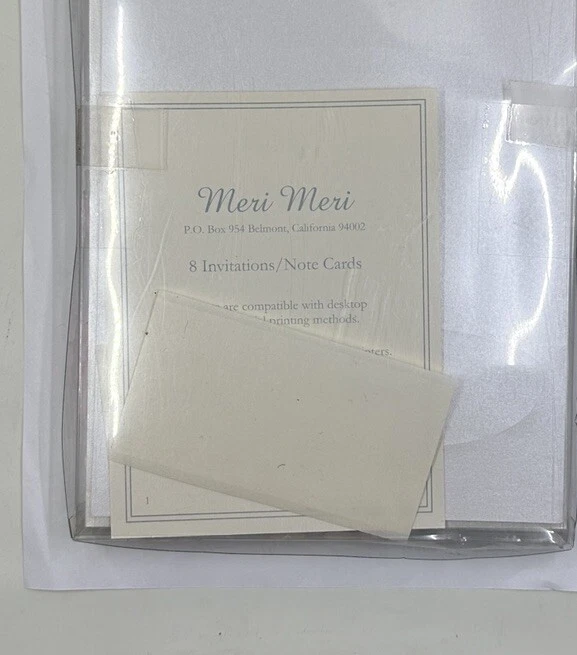 Meri Meri
P.O. Box 954 Belmont, California 94002
8 Invitations/Note Cards
are compatible with desktop
printing methods.
1